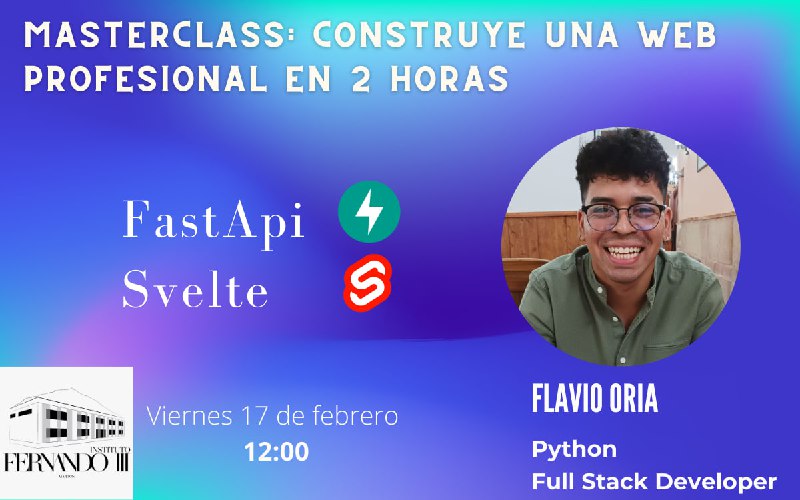 MASTERCLASS: CONSTRUYE UNA WEB
PROFESIONAL EN 2 HORAS
FastApi
Svelte
INSTITUTO
FERNANDO III
Viernes 17 de febrero
12:00
FLAVIO ORIA
Python
Full Stack Developer